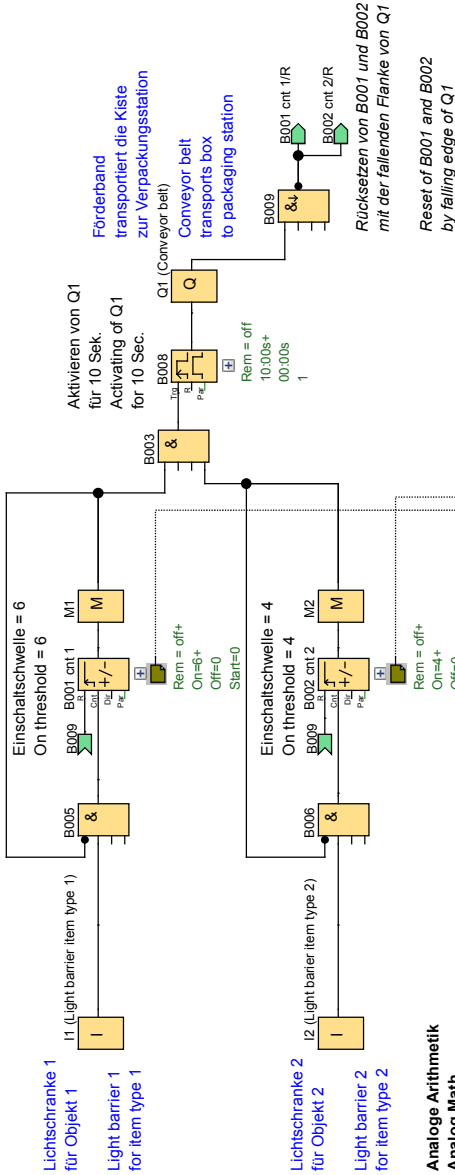 Lichtschranke 1
für Objekt 1
Light barrier 1
for item type 1
I1 (Light barrier item type 1)
I
B005
&
B009
Einschaltschwelle = 6
On threshold = 6
B001 cnt 1
R
Cnt
Dir
Par
+/−
Rem = off+
On=6+
Off=0
Start=0
M1
M
B003
&
Aktivieren von Q1
für 10 Sek.
Activating of Q1
for 10 Sec.
B008
Trg
R
Par
Rem = off
10:00s+
00:00s
1
Förderband
transportiert die Kiste
zur Verpackungsstation
Conveyor belt
transports box
to packaging station
Q1 (Conveyor belt)
Q
B009
&↓
B001 cnt 1/R
B002 cnt 2/R
Rücksetzen von B001 und B002
mit der fallenden Flanke von Q1
Reset of B001 and B002
by falling edge of Q1
Lichtschranke 2
für Objekt 2
Light barrier 2
for item type 2
I2 (Light barier item type 2)
I
B006
&
B009
Einschaltschwelle = 4
On threshold = 4
B002 cnt 2
R
Cnt
Dir
Par
+/−
Rem = off+
On=4+
Off=0
M2
M
Analoge Arithmetik
Analog Math